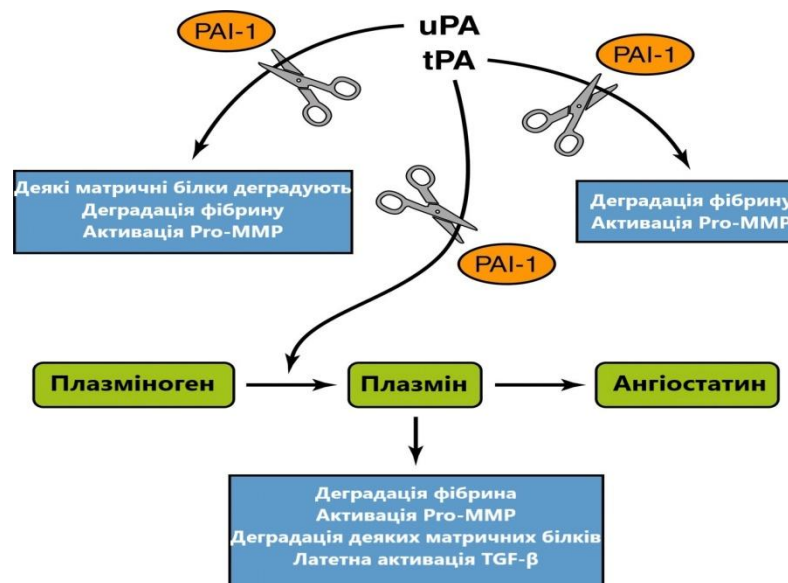 PAI-1
uPA
tPA
PAI-1
Деякі матричні білки деградують
Деградація фібрину
Активація Pro-MMP
Деградація фібрину
Активація Pro-MMP
PAI-1
Плазміноген
Плазмін
Ангіостатин
Деградація фібрина
Активація Pro-MMP
Деградація деяких матричних білків
Латетна активація TGF-β